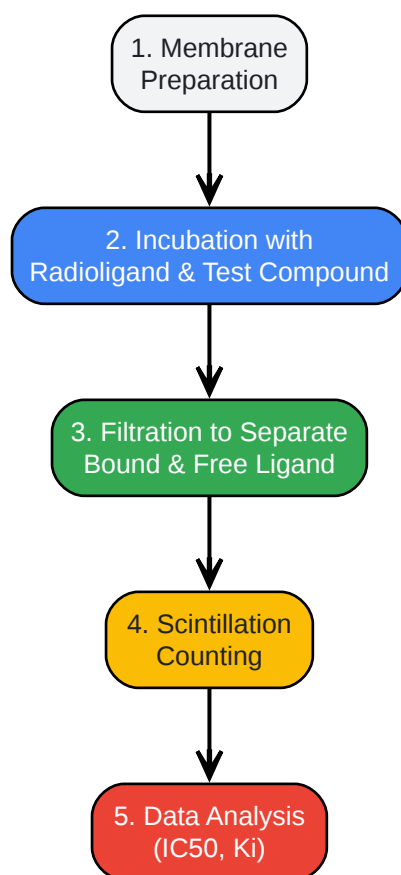 1. Membrane
Preparation
2. Incubation with
Radioligand & Test Compound
3. Filtration to Separate
Bound & Free Ligand
4. Scintillation
Counting
5. Data Analysis
(IC50, Ki)